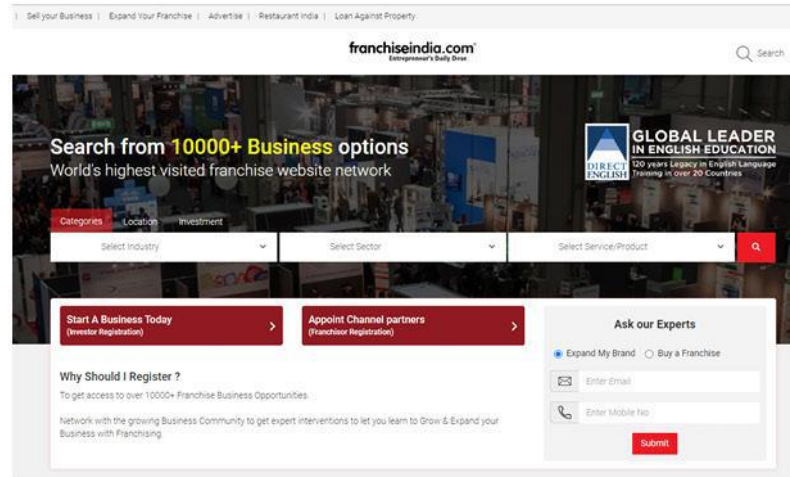 | Sell your Business | Expand Your Franchise | Advertise | Restaurant India | Loan Against Property
franchiseindia.com
Entrepreneur's Daily Dose
Search
Search from 10000+ Business options
World's highest visited franchise website network
DIRECT
ENGLISH
GLOBAL LEADER
IN ENGLISH EDUCATION
120 years Legacy in English Language
Training in over 20 Countries
Categories Location Investment
Select Industry Select Sector Select Service/Product
Start A Business Today
(Investor Registration)
Appoint Channel partners
(Franchisor Registration)
Why Should I Register ?
To get access to over 10000+ Franchise Business Opportunities.
Network with the growing Business Community to get expert interventions to let you learn to Grow & Expand your
Business with Franchising.
Ask our Experts
Expand My Brand Buy a Franchise
Enter Email
Enter Mobile No
Submit